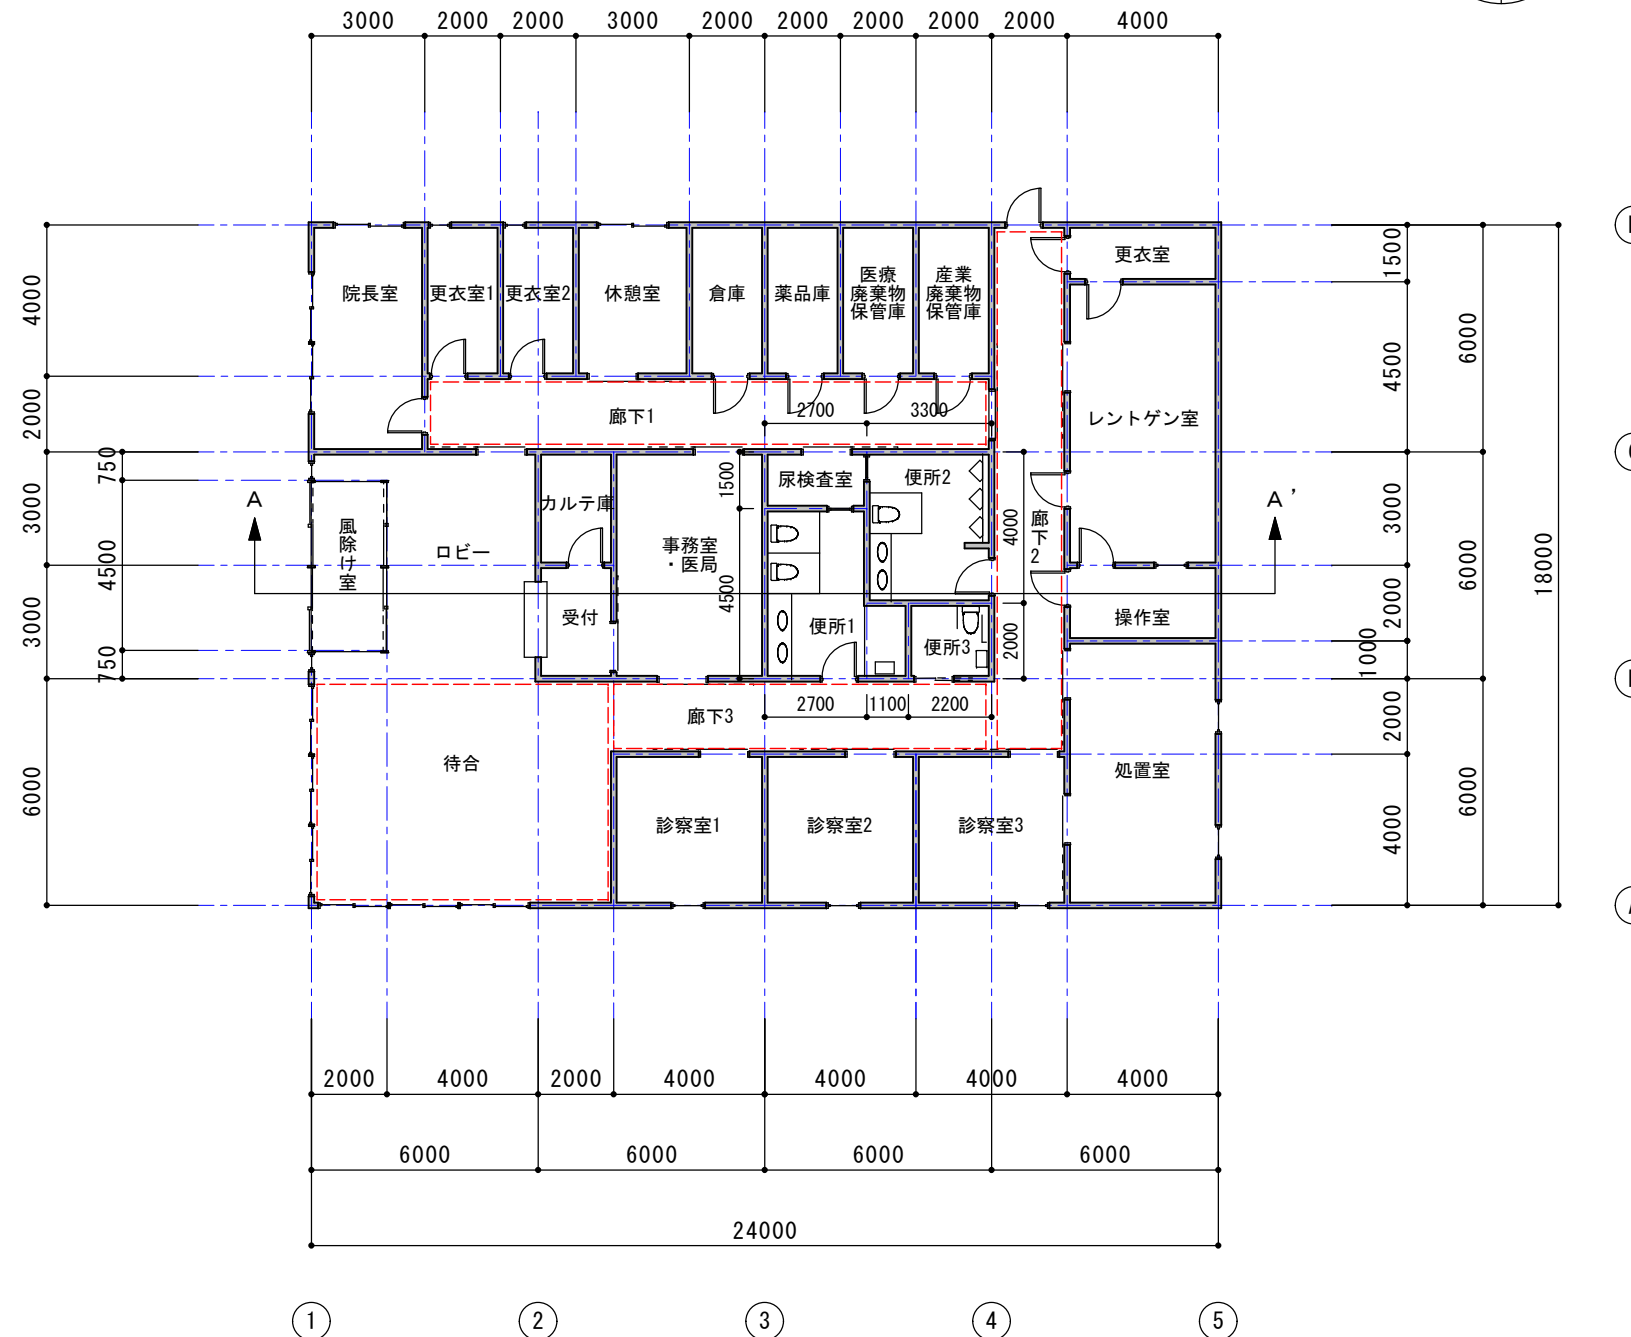 3000 2000 2000 3000 2000 2000 2000 2000 2000 4000
院長室 更衣室1 更衣室2 休憩室 倉庫 薬品庫
医療
廃棄物
保管庫
産業
廃棄物
保管庫
更衣室
レントゲン室
廊下1
2700 3300
4000
2000
750
3000
4500
3000
750
6000
A
A'
風除け室
ロビー
カルテ庫
受付
事務室
・医局
尿検査室
便所2
1500
4500
4000
2000
廊下2
操作室
便所1
便所3
廊下3
2700 1100 2200
待合
診察室1 診察室2 診察室3
処置室
1500
4500
3000
2000
1000
2000
4000
6000
6000
6000
18000
2000 4000 2000 4000 4000 4000 4000
6000 6000 6000 6000
24000
1 2 3 4 5